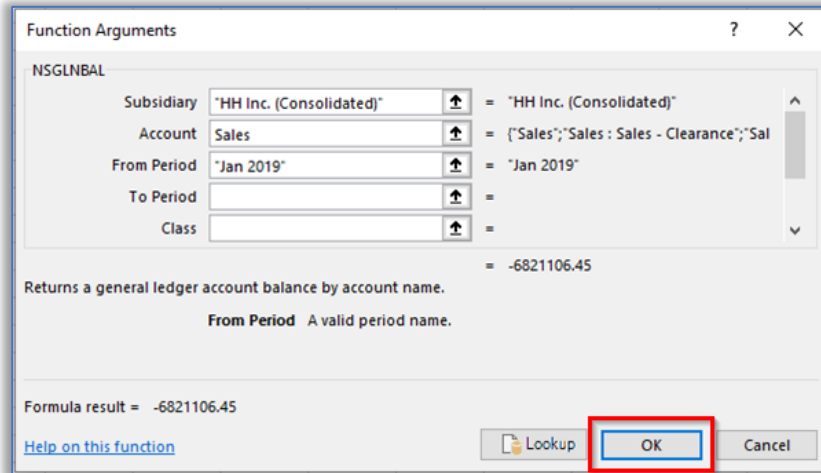 Function Arguments ? ×
NSGLNBAL
Subsidiary "HH Inc. (Consolidated)" = "HH Inc. (Consolidated)"
Account Sales = {"Sales";"Sales : Sales - Clearance";"Sal
From Period "Jan 2019" = "Jan 2019"
To Period =
Class =
= -6821106.45
Returns a general ledger account balance by account name.
From Period A valid period name.
Formula result = -6821106.45
Help on this function Lookup OK Cancel